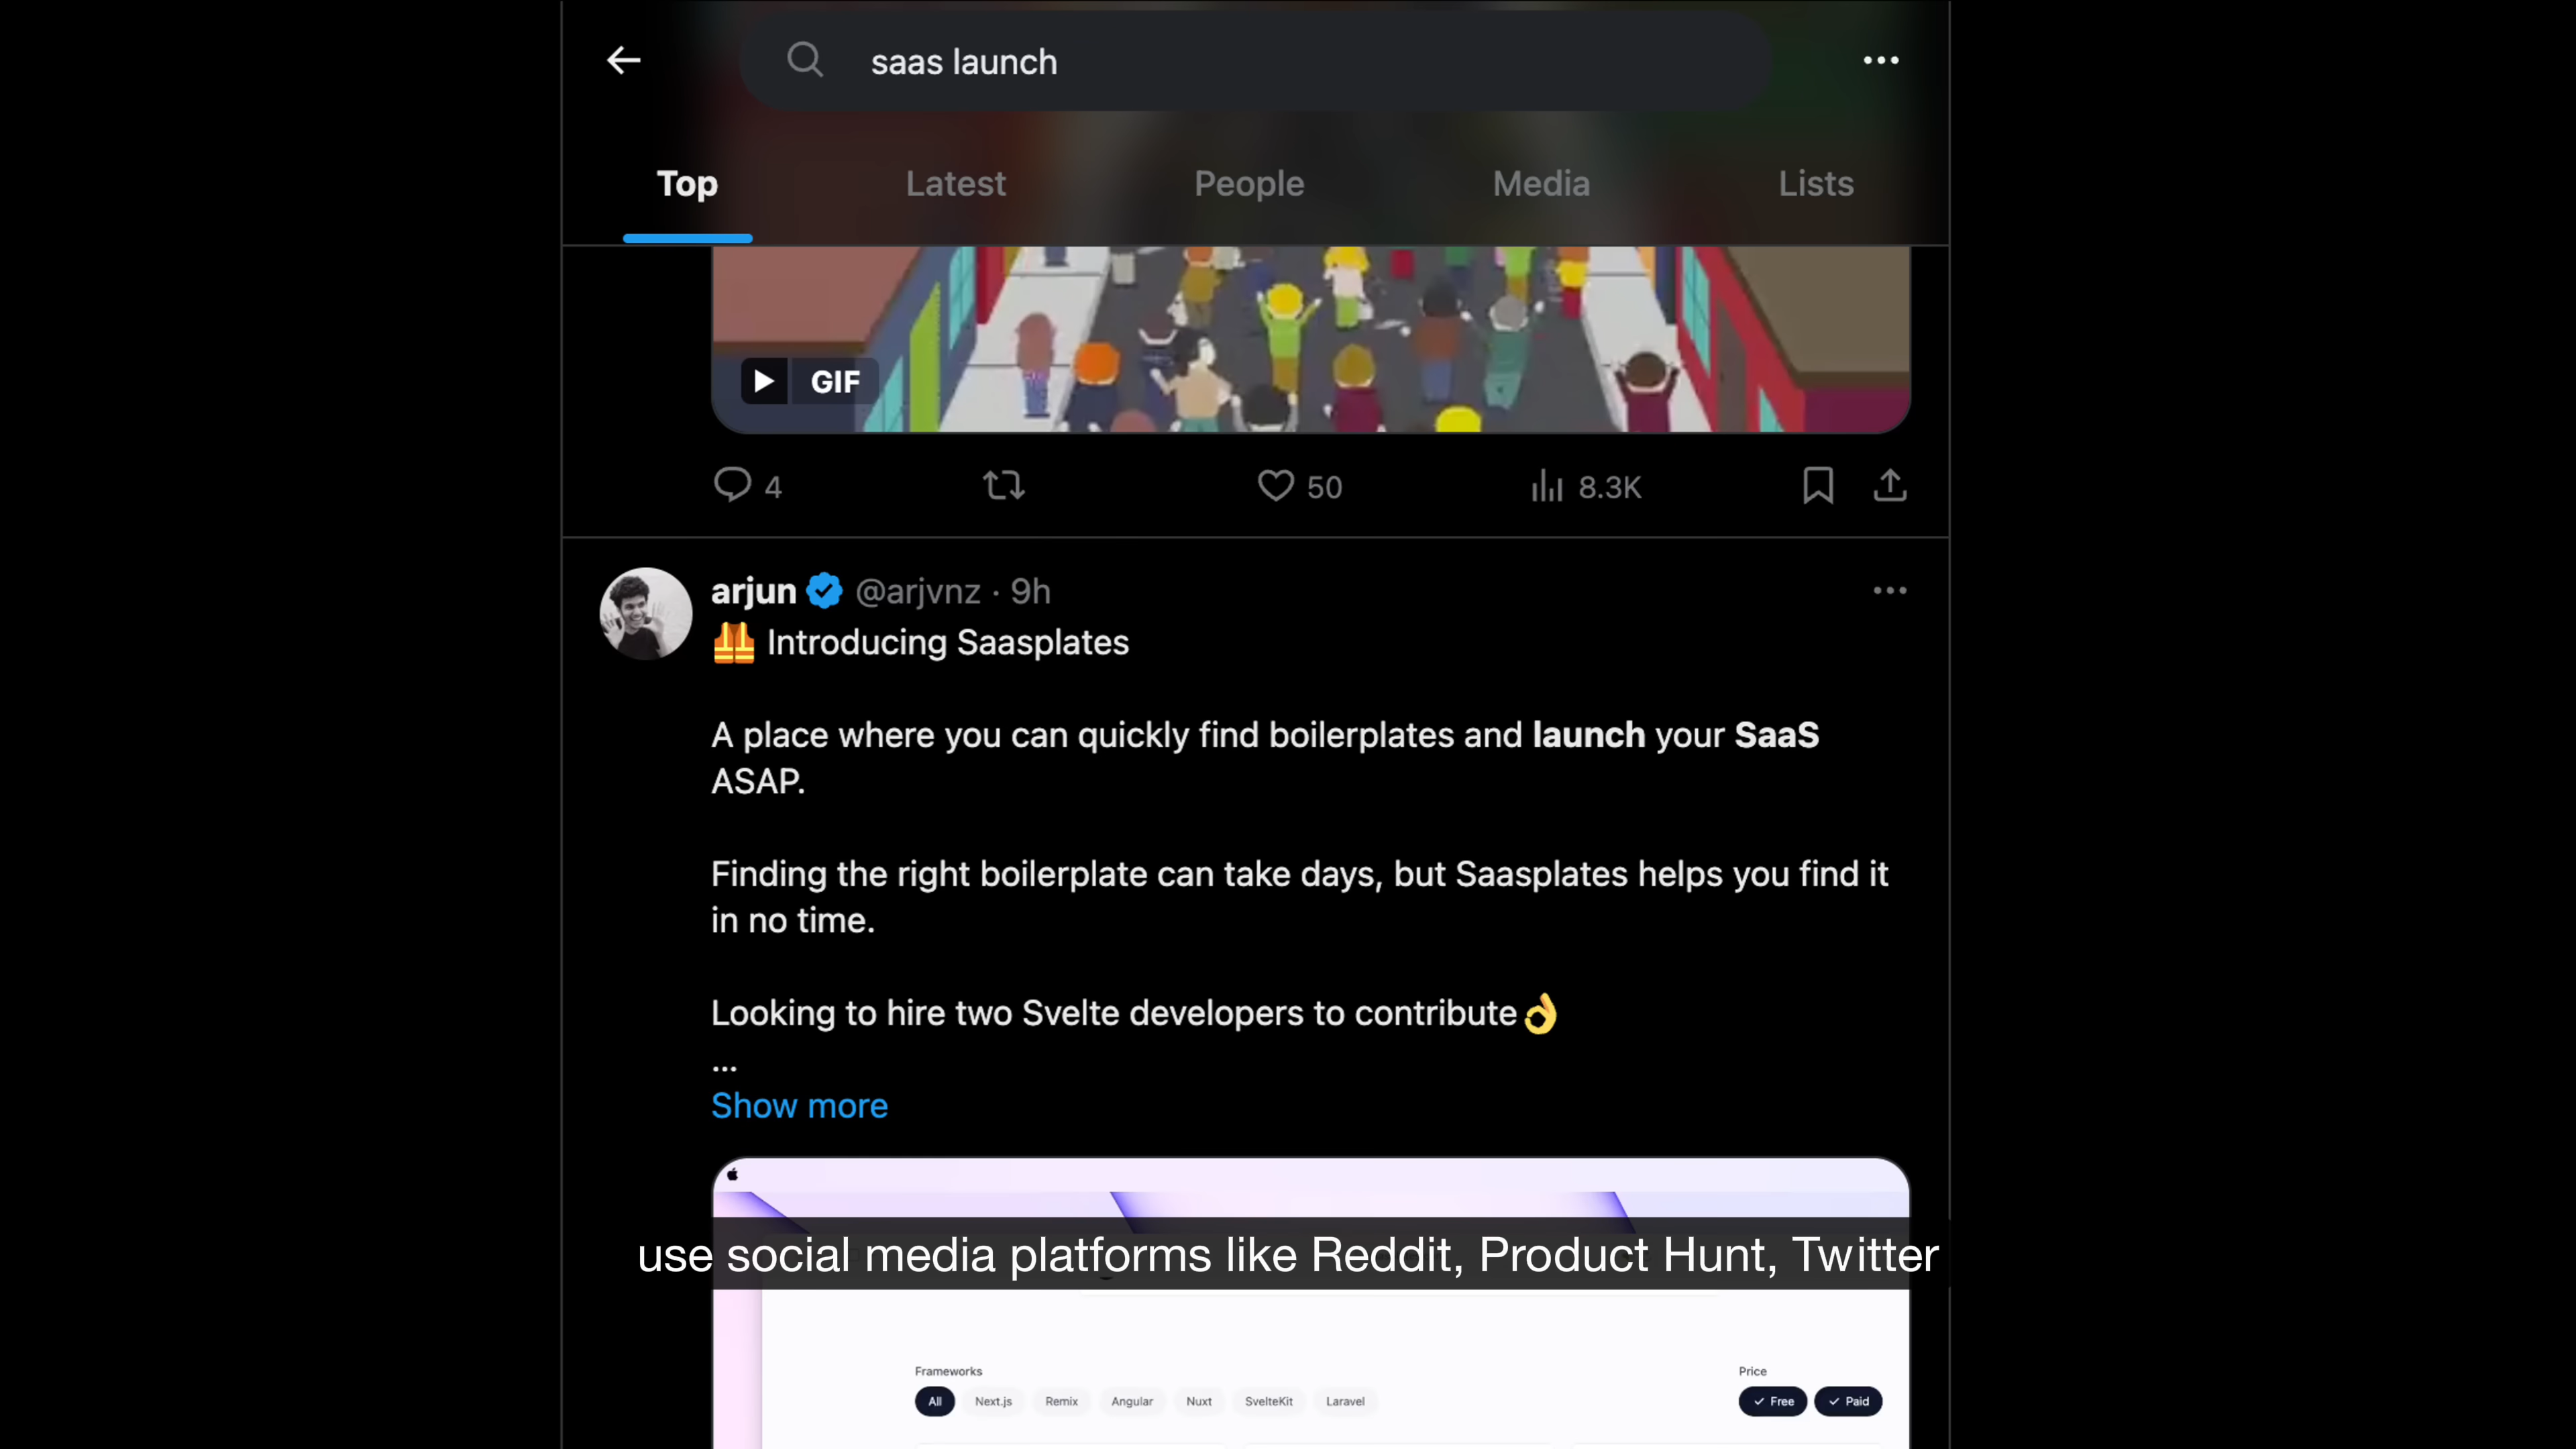 saas launch
Top Latest People Media Lists
GIF
4 50 8.3K
arjun @arjvnz · 9h
🦺 Introducing Saasplates
A place where you can quickly find boilerplates and launch your SaaS
ASAP.
Finding the right boilerplate can take days, but Saasplates helps you find it
in no time.
Looking to hire two Svelte developers to contribute👌
...
Show more
use social media platforms like Reddit, Product Hunt, Twitter
Frameworks Price
All Next.js Remix Angular Nuxt SvelteKit Laravel Free Paid